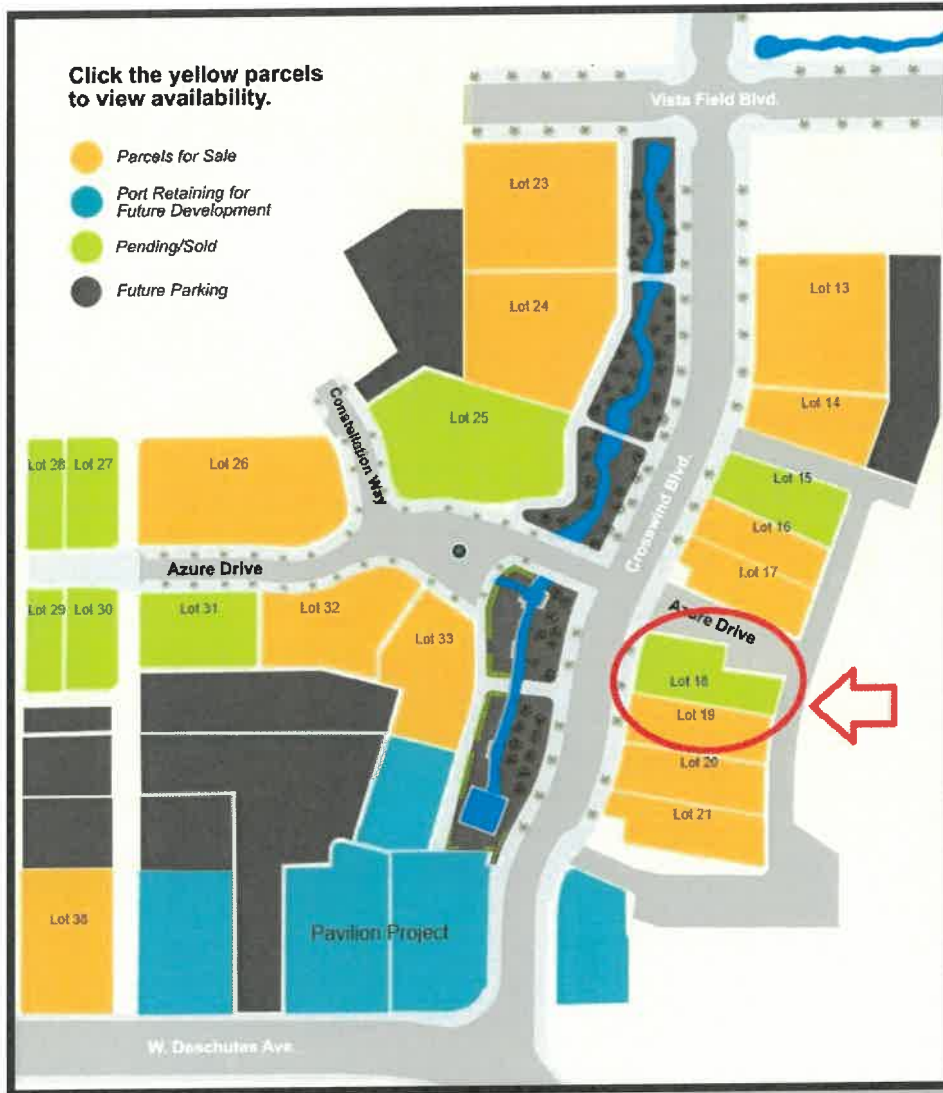 Click the yellow parcels
to view availability.
Parcels for Sale
Port Retaining for
Future Development
Pending/Sold
Future Parking
Vista Field Blvd.
Lot 23
Lot 24
Lot 13
Lot 14
Lot 25
Constellation Way
Lot 28
Lot 27
Lot 26
Crosswind Blvd.
Lot 15
Lot 16
Lot 17
Azure Drive
Azure Drive
Lot 29
Lot 30
Lot 31
Lot 32
Lot 33
Lot 18
Lot 19
Lot 20
Lot 21
Lot 38
Pavilion Project
W. Deschutes Ave.